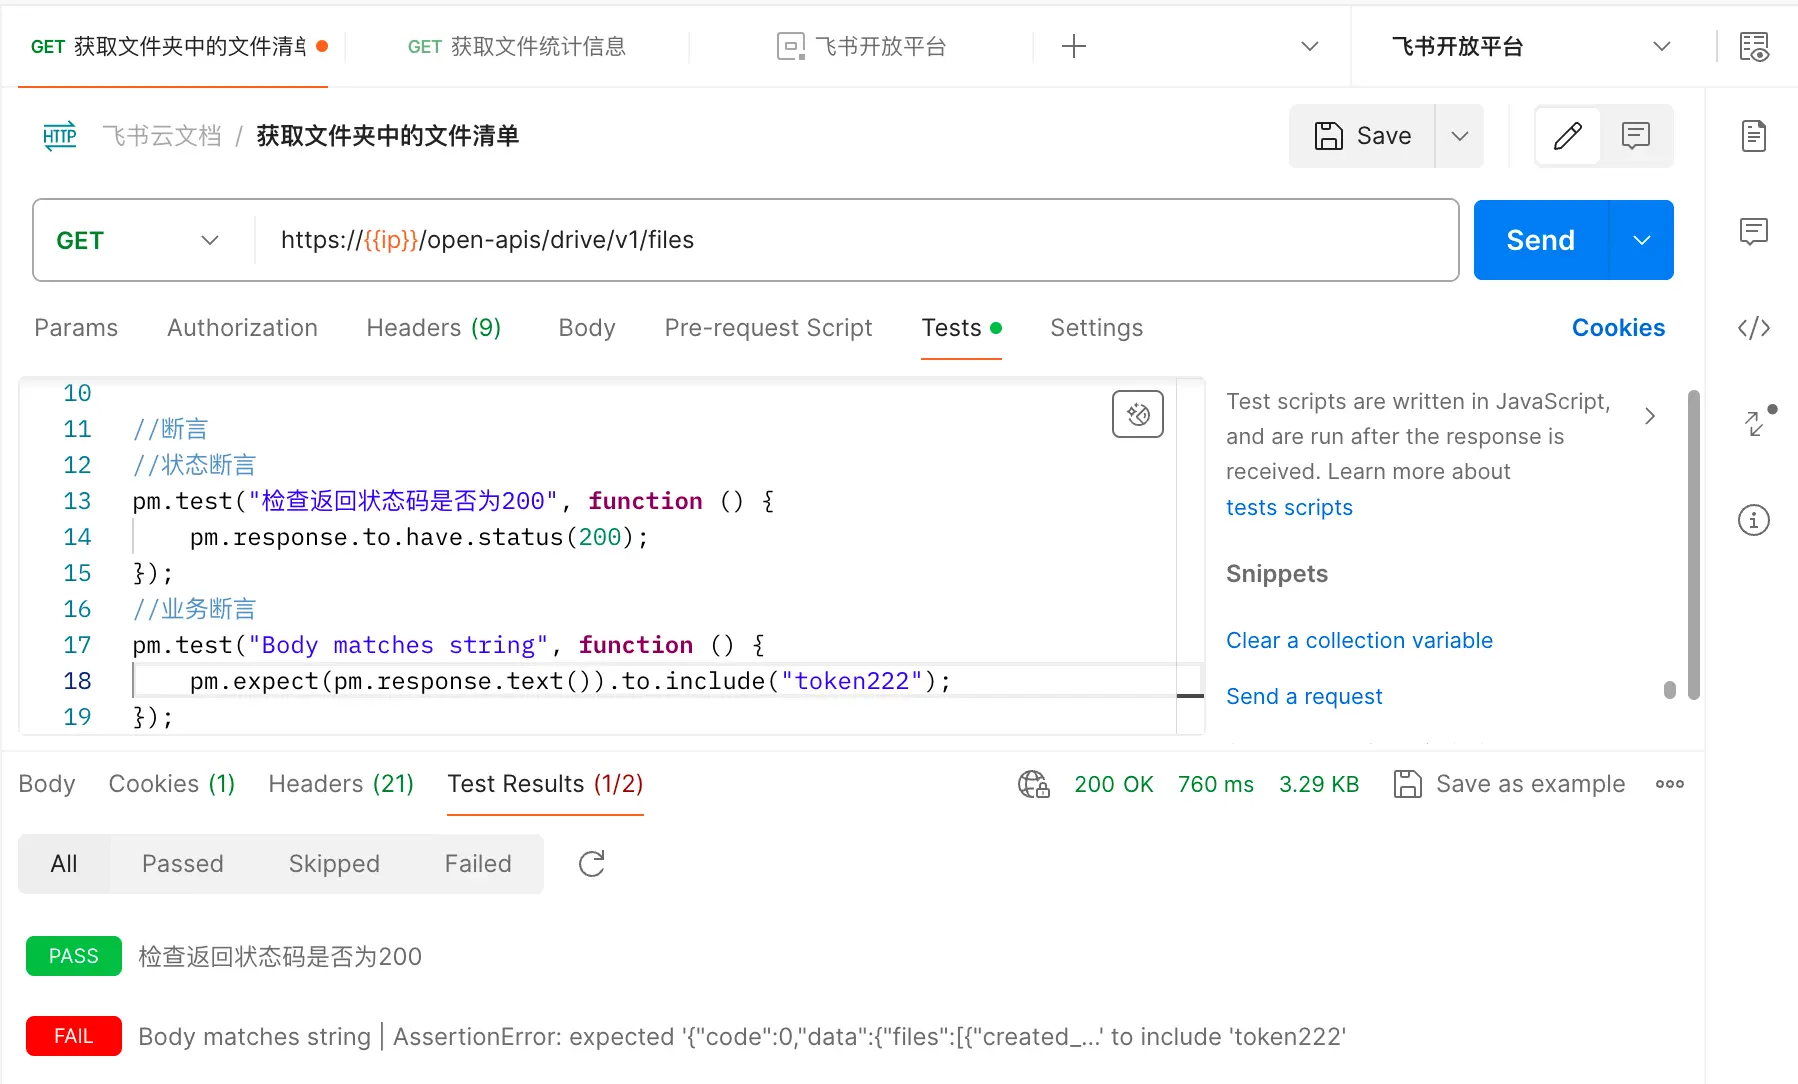 GET 获取文件夹中的文件清单
GET 获取文件统计信息
飞书开放平台
飞书开放平台
HTTP 飞书云文档 / 获取文件夹中的文件清单
Save
GET https://{{ip}}/open-apis/drive/v1/files
Send
Params Authorization Headers (9) Body Pre-request Script Tests Settings Cookies
10
11 //断言
12 //状态断言
13 pm.test("检查返回状态码是否为200", function () {
14 pm.response.to.have.status(200);
15 });
16 //业务断言
17 pm.test("Body matches string", function () {
18 pm.expect(pm.response.text()).to.include("token222");
19 });
Test scripts are written in JavaScript,
and are run after the response is
received. Learn more about
tests scripts
Snippets
Clear a collection variable
Send a request
Body Cookies (1) Headers (21) Test Results (1/2) 200 OK 760 ms 3.29 KB Save as example
All Passed Skipped Failed
PASS 检查返回状态码是否为200
FAIL Body matches string | AssertionError: expected '{"code":0,"data":{"files":[{"created_...' to include 'token222'